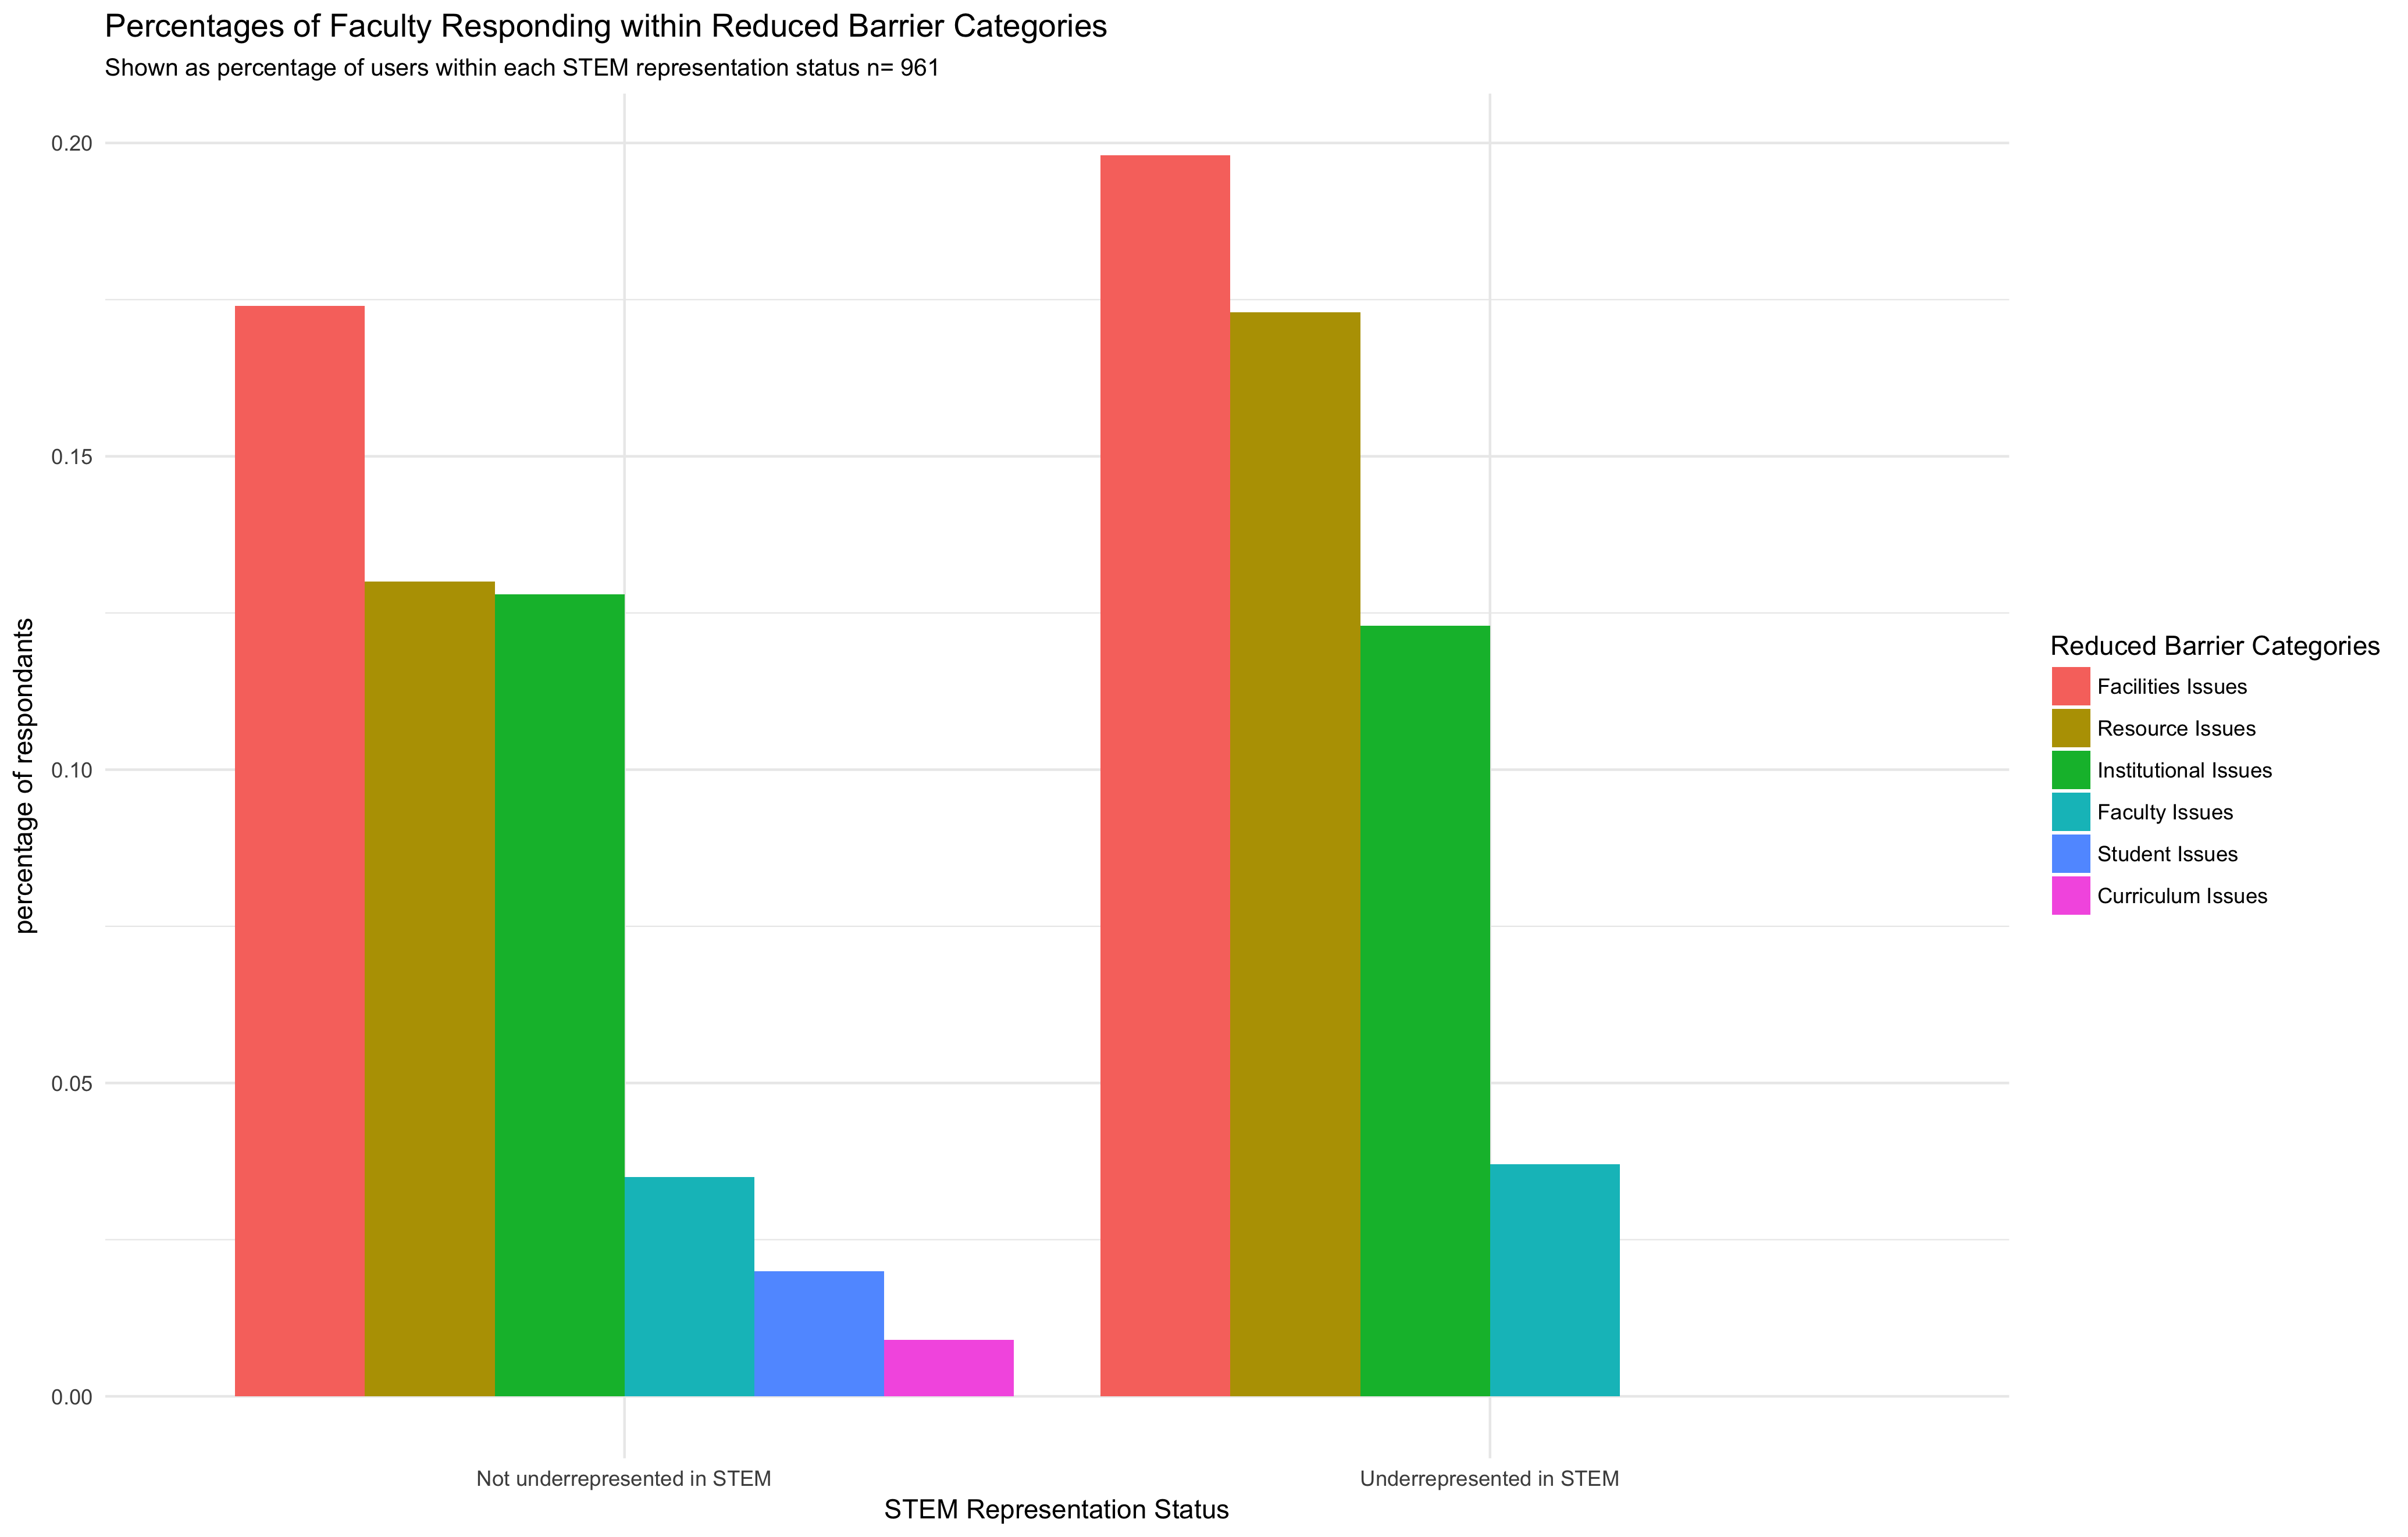 Percentages of Faculty Responding within Reduced Barrier Categories
Shown as percentage of users within each STEM representation status n= 961
percentage of respondants
0.20
0.15
0.10
0.05
0.00
Not underrepresented in STEM
Underrepresented in STEM
STEM Representation Status
Reduced Barrier Categories
Facilities Issues
Resource Issues
Institutional Issues
Faculty Issues
Student Issues
Curriculum Issues